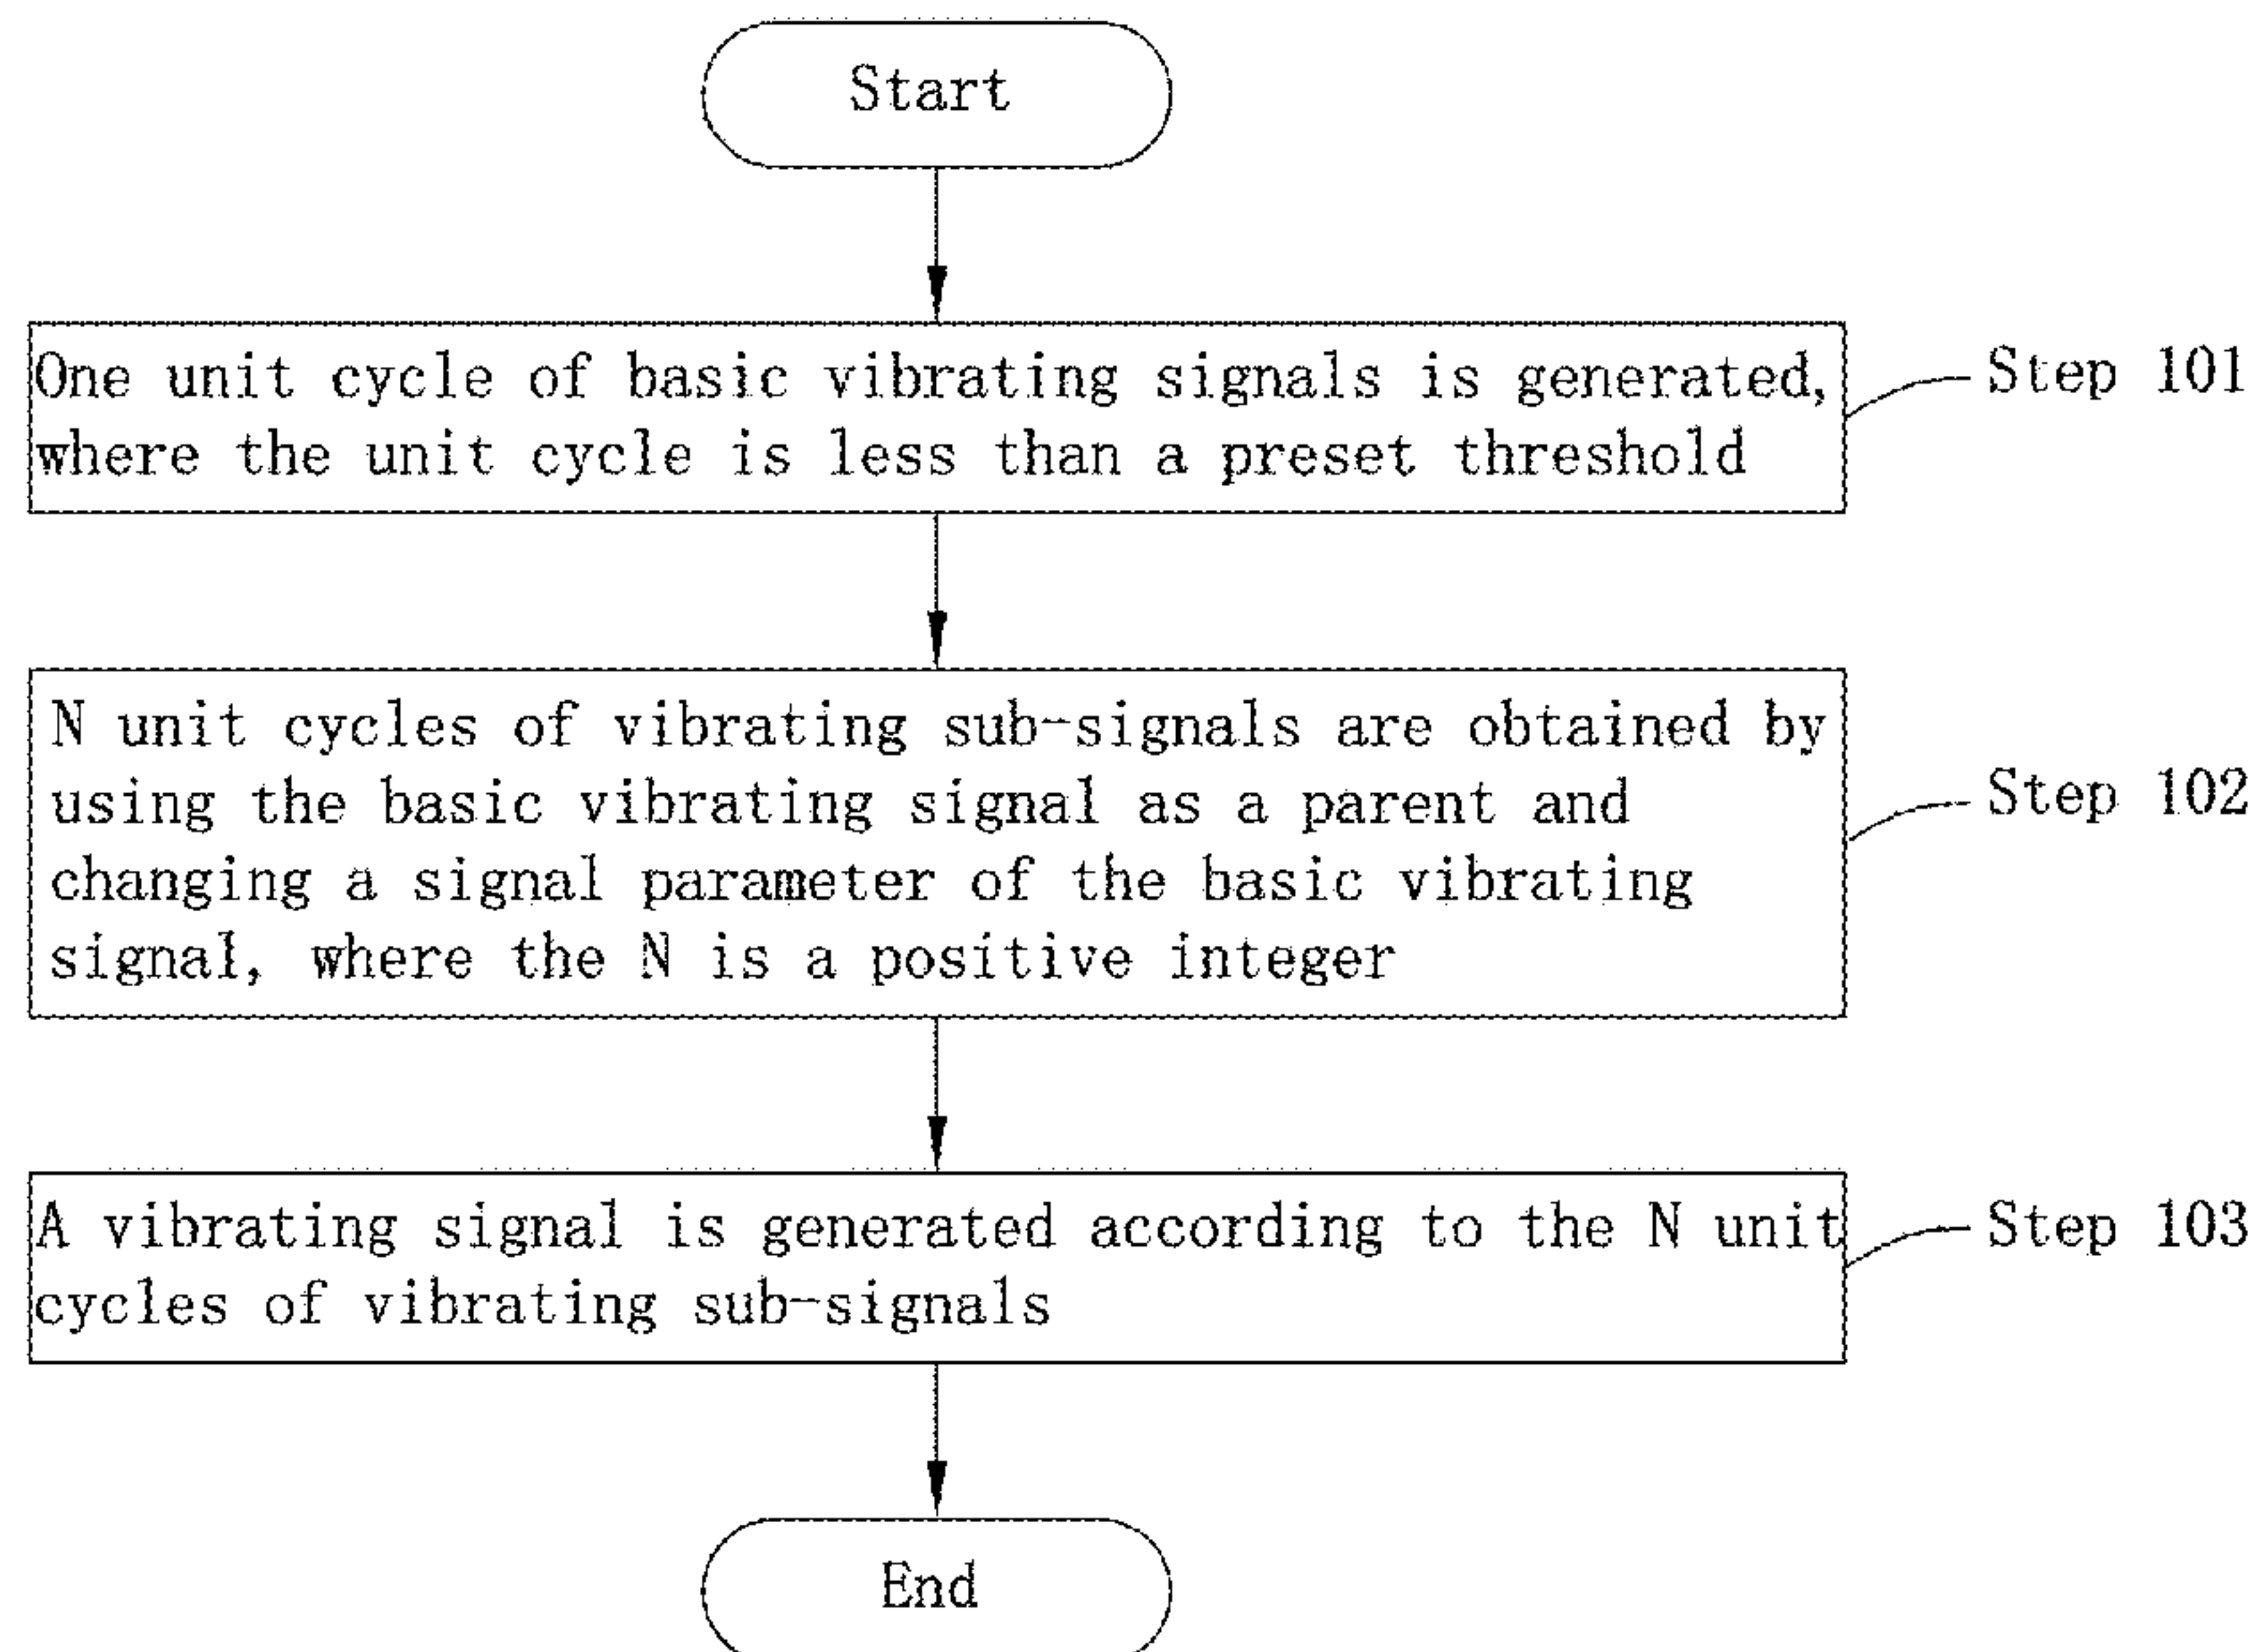 Start
One unit cycle of basic vibrating signals is generated,
where the unit cycle is less than a preset threshold
Step 101
N unit cycles of vibrating sub-signals are obtained by
using the basic vibrating signal as a parent and
changing a signal parameter of the basic vibrating
signal, where the N is a positive integer
Step 102
A vibrating signal is generated according to the N unit
cycles of vibrating sub-signals
Step 103
End